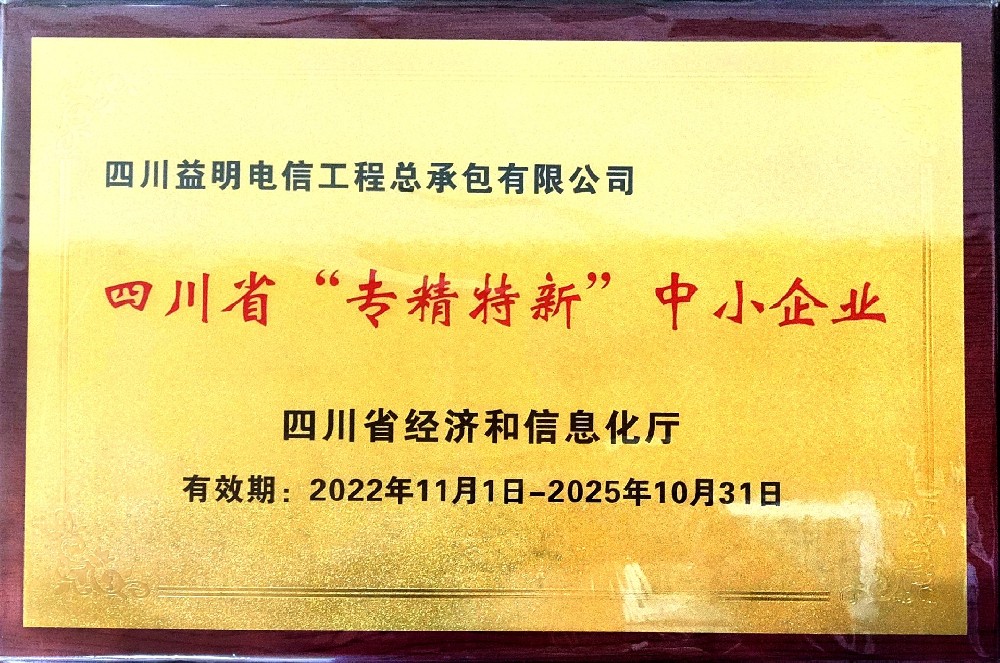 四川益明电信工程总承包有限公司
四川省“专精特新”中小企业
四川省经济和信息化厅
有效期：2022年11月1日-2025年10月31日